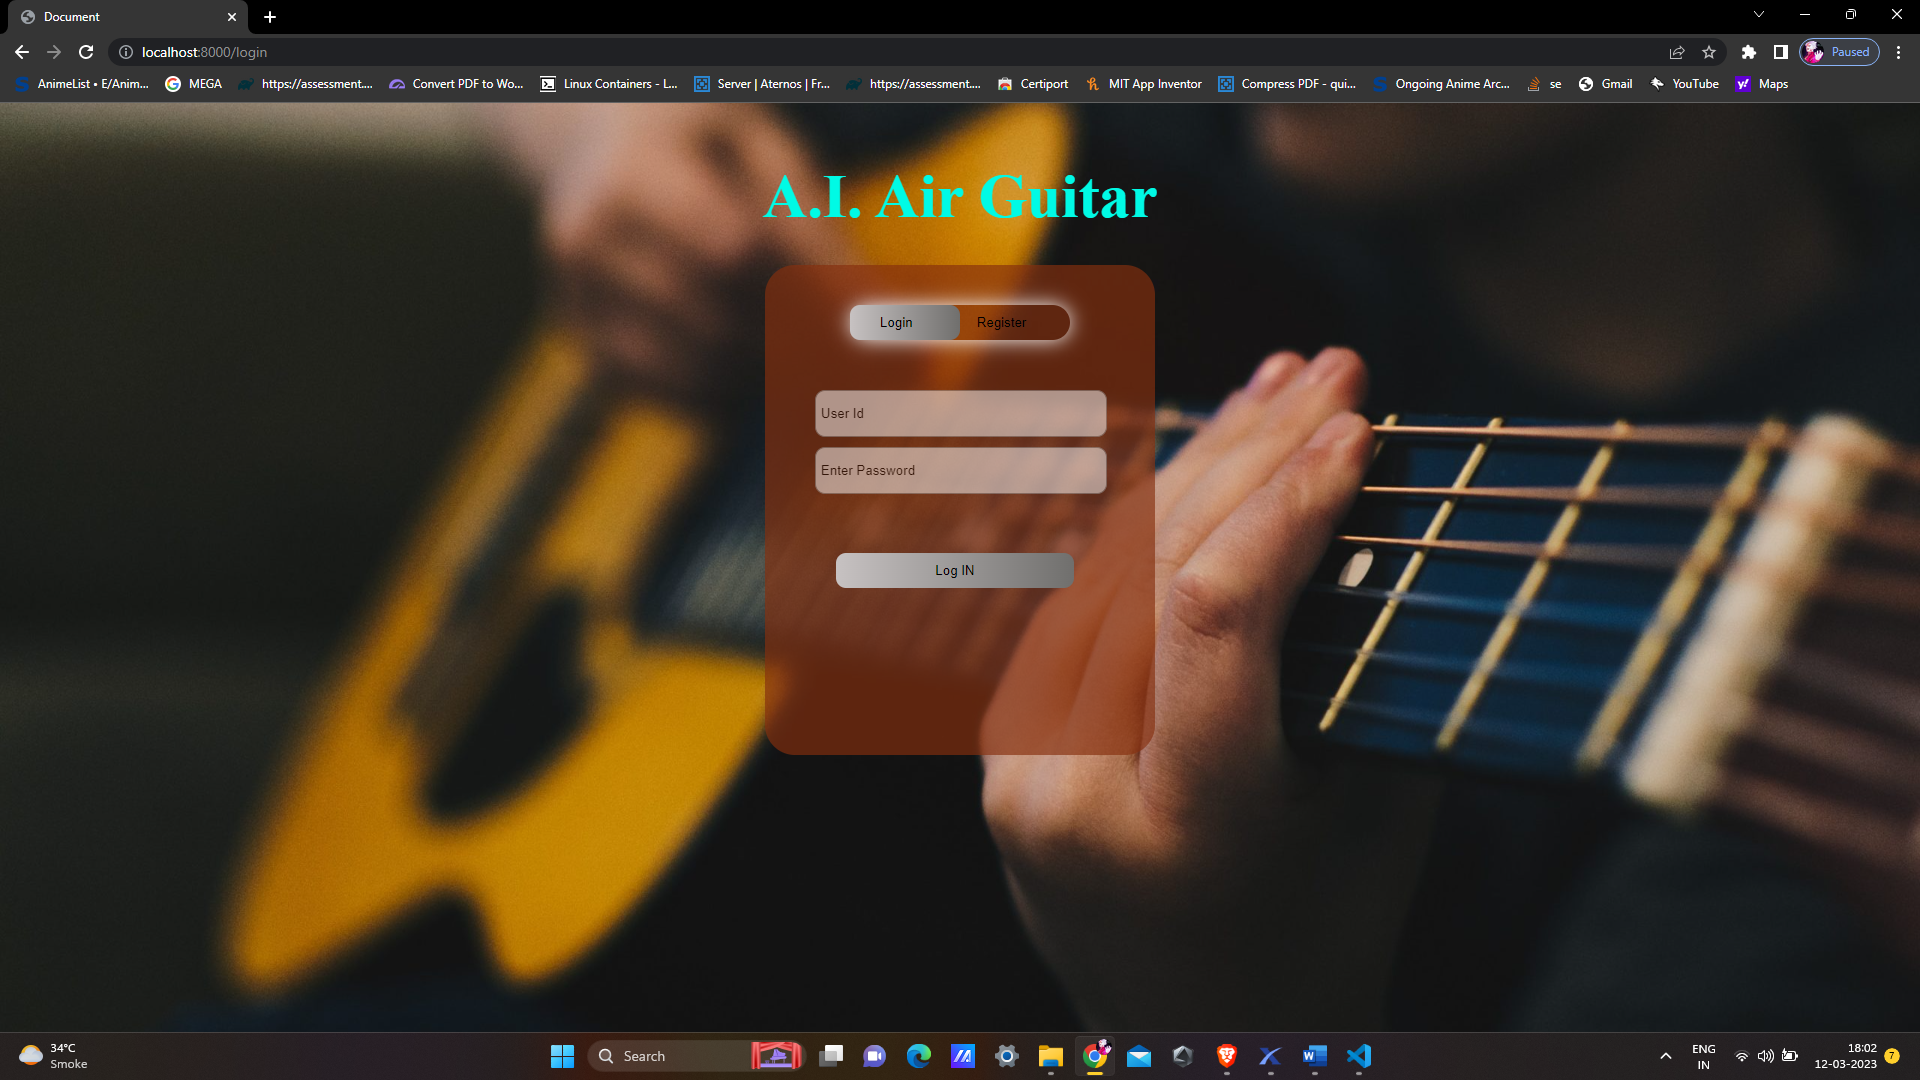 Document
localhost:8000/login
Paused
AnimeList • E/Anim...
MEGA
https://assessment....
Convert PDF to Wo...
Linux Containers - L...
Server | Aternos | Fr...
https://assessment....
Certiport
MIT App Inventor
Compress PDF - qui...
Ongoing Anime Arc...
se
Gmail
YouTube
Maps
A.I. Air Guitar
Login
Register
User Id
Enter Password
Log IN
34°C
Smoke
Search
ENG
IN
18:02
12-03-2023
7